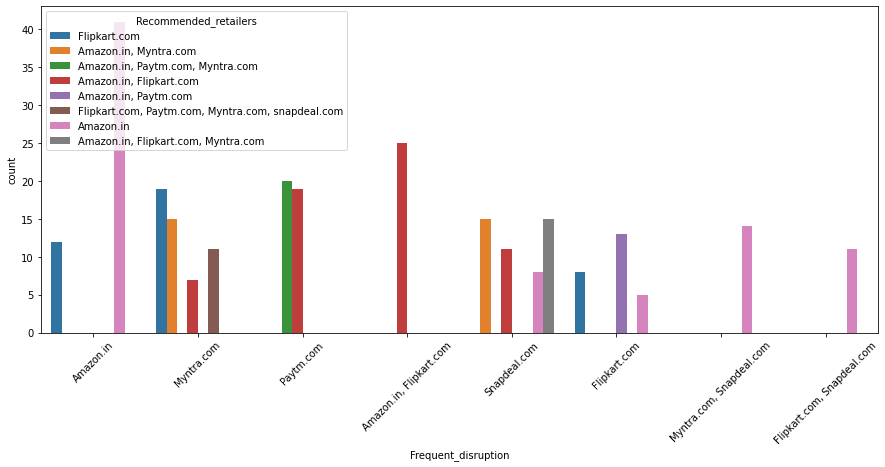 Recommended_retailers
Flipkart.com
Amazon.in, Myntra.com
Amazon.in, Paytm.com, Myntra.com
Amazon.in, Flipkart.com
Amazon.in, Paytm.com
Flipkart.com, Paytm.com, Myntra.com, snapdeal.com
Amazon.in
Amazon.in, Flipkart.com, Myntra.com
count
40
35
30
25
20
15
10
5
0
Amazon.in
Myntra.com
Paytm.com
Amazon.in, Flipkart.com
Snapdeal.com
Flipkart.com
Myntra.com, Snapdeal.com
Flipkart.com, Snapdeal.com
Frequent_disruption